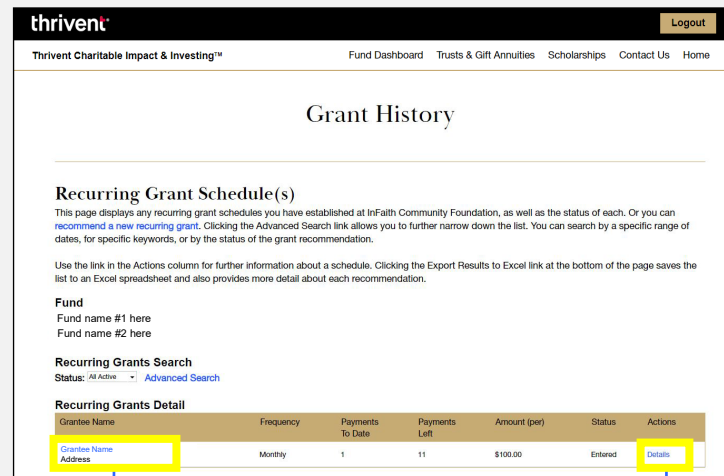 thrivent
Logout
Thrivent Charitable Impact & Investing™
Fund Dashboard Trusts & Gift Annuities Scholarships Contact Us Home
Grant History
Recurring Grant Schedule(s)
This page displays any recurring grant schedules you have established at InFaith Community Foundation, as well as the status of each. Or you can
recommend a new recurring grant. Clicking the Advanced Search link allows you to further narrow down the list. You can search by a specific range of
dates, for specific keywords, or by the status of the grant recommendation.
Use the link in the Actions column for further information about a schedule. Clicking the Export Results to Excel link at the bottom of the page saves the
list to an Excel spreadsheet and also provides more detail about each recommendation.
Fund
Fund name #1 here
Fund name #2 here
Recurring Grants Search
Status: All Active Advanced Search
Recurring Grants Detail
Grantee Name Frequency Payments To Date Payments Left Amount (per) Status Actions
Grantee Name
Address Monthly 1 11 $100.00 Entered Details